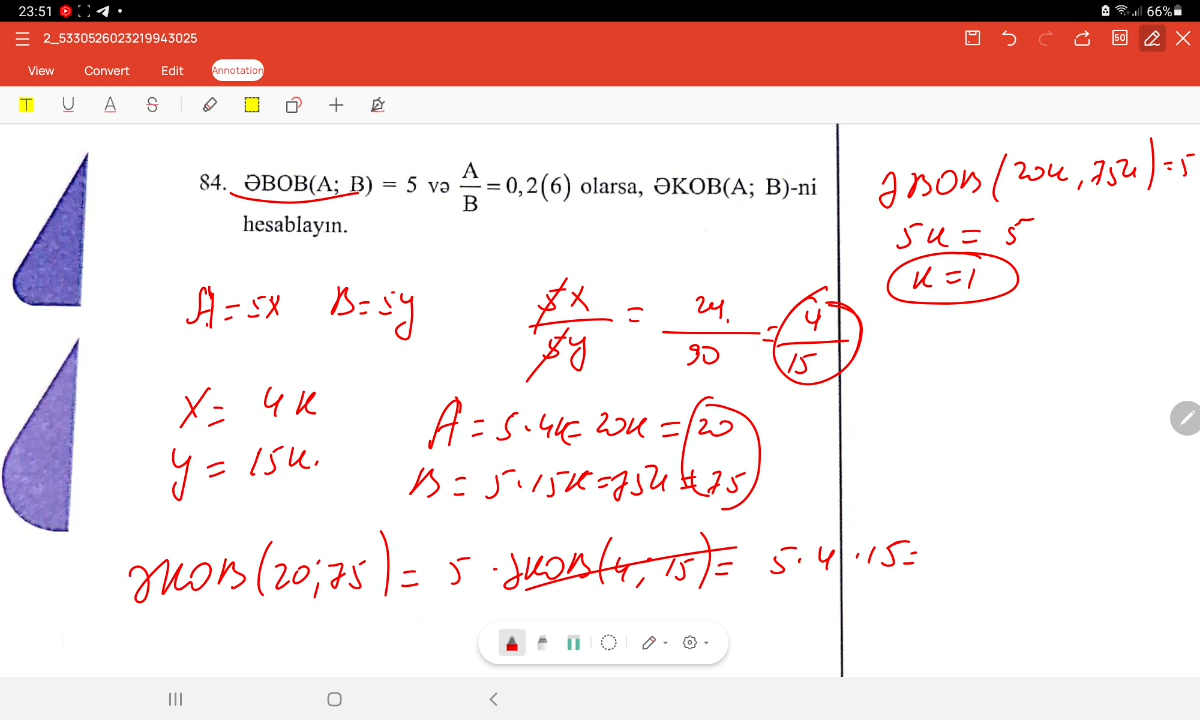 23:51 66%
2_5330526023219943025 50
View Convert Edit Annotation
T U A S
84. ƏBOB(A; B) = 5 və A/B = 0,2(6) olarsa, ƏKOB(A; B)-ni
hesablayın.
ƏBOB(20k, 75k) = 5
5k = 5
k = 1
A = 5x B = 5y 5x/5y = 24/90 = 4/15
x = 4k
y = 15k.
A = 5·4k = 20k = 20
B = 5·15k = 75k = 75
ƏKOB(20; 75) = 5 · ƏKOB(4; 15) = 5·4·15=